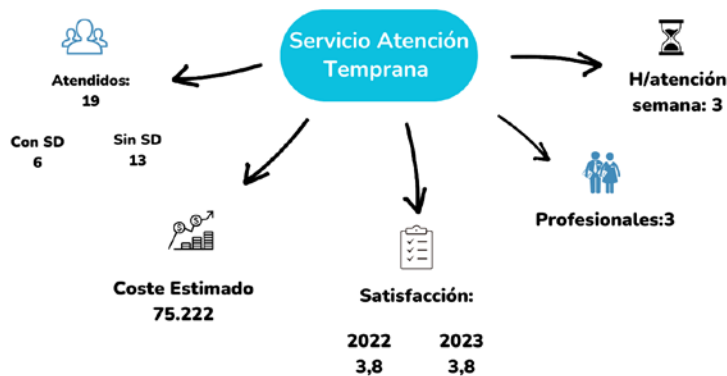 Servicio Atención
Temprana
Atendidos:
19
Con SD
6
Sin SD
13
Coste Estimado
75.222
Satisfacción:
2022 2023
3,8 3,8
Profesionales:3
H/atención
semana: 3